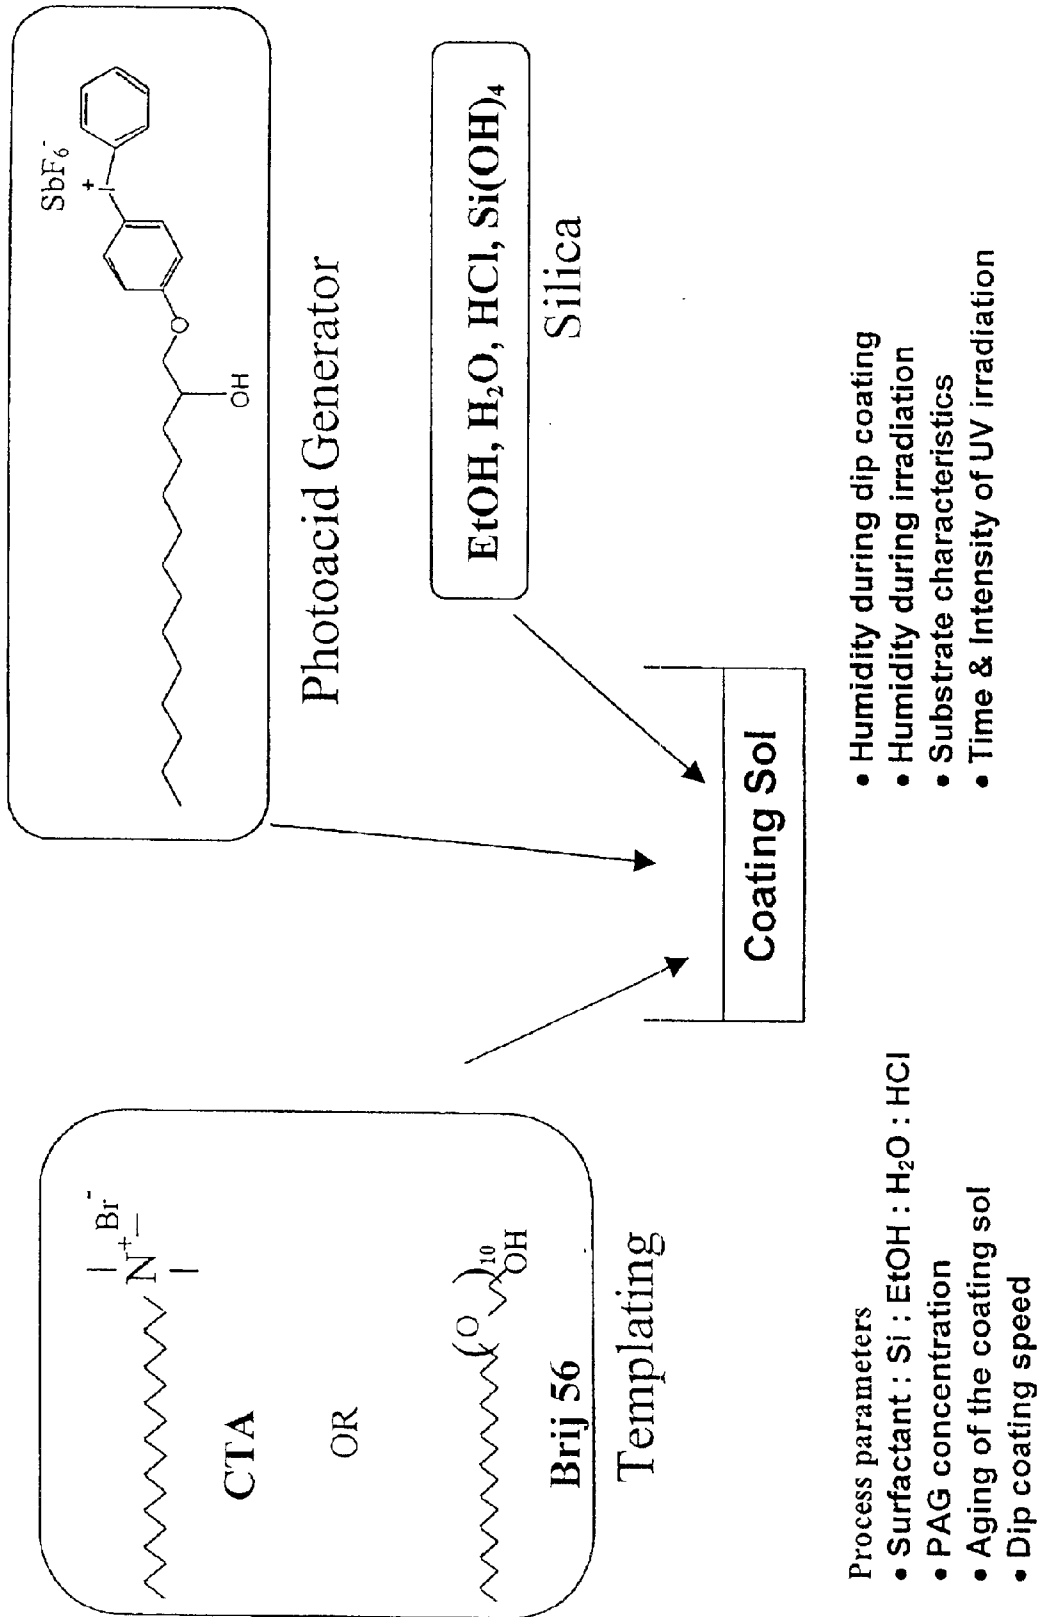 Br-
N+
CTA
OR
(O
)10
OH
Brij 56
Templating
SbF6-
I+
O
OH
Photoacid Generator
EtOH, H2O, HCl, Si(OH)4
Silica
Coating Sol
Process parameters
• Surfactant : Si : EtOH : H2O : HCl
• PAG concentration
• Aging of the coating sol
• Dip coating speed
• Humidity during dip coating
• Humidity during irradiation
• Substrate characteristics
• Time & Intensity of UV irradiation